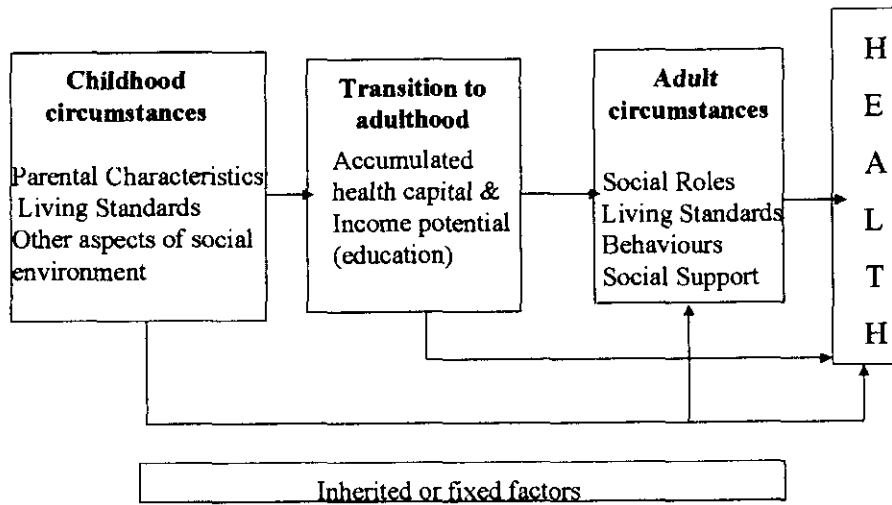 Childhood
circumstances
Parental Characteristics
Living Standards
Other aspects of social
environment
Transition to
adulthood
Accumulated
health capital &
Income potential
(education)
Adult
circumstances
Social Roles
Living Standards
Behaviours
Social Support
H
E
A
L
T
H
Inherited or fixed factors